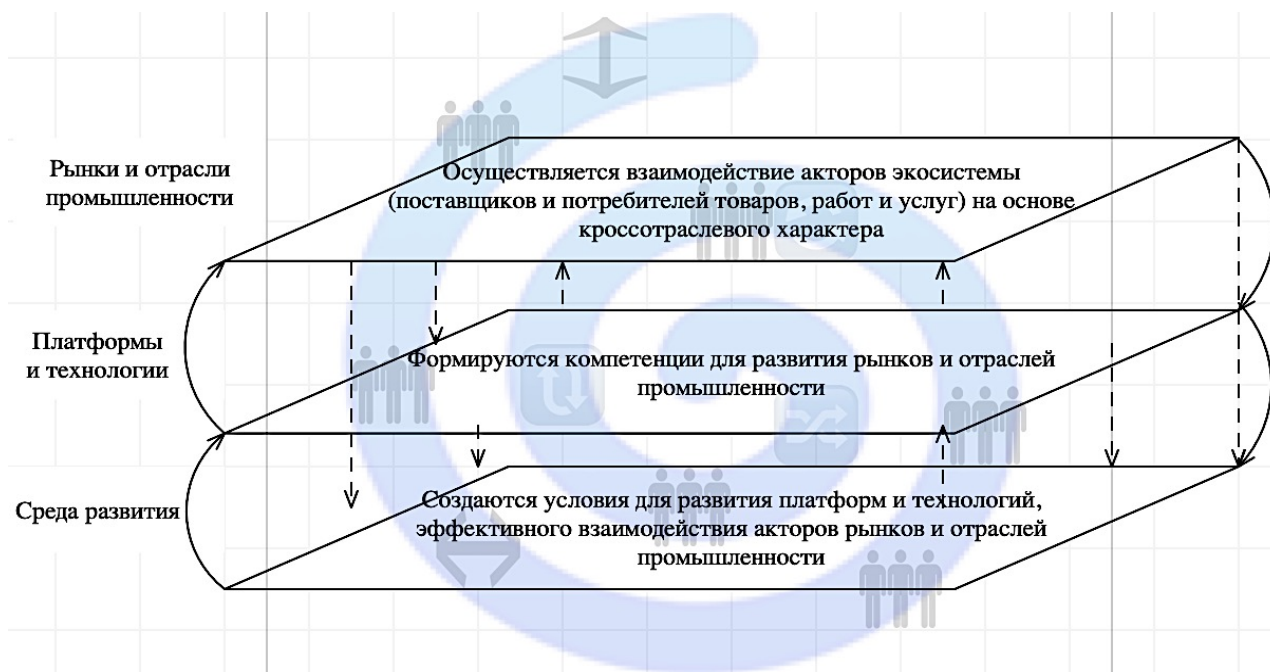 Рынки и отрасли
промышленности
Осуществляется взаимодействие акторов экосистемы
(поставщиков и потребителей товаров, работ и услуг) на основе
кроссотраслевого характера
Платформы
и технологии
Формируются компетенции для развития рынков и отраслей
промышленности
Среда развития
Создаются условия для развития платформ и технологий,
эффективного взаимодействия акторов рынков и отраслей
промышленности